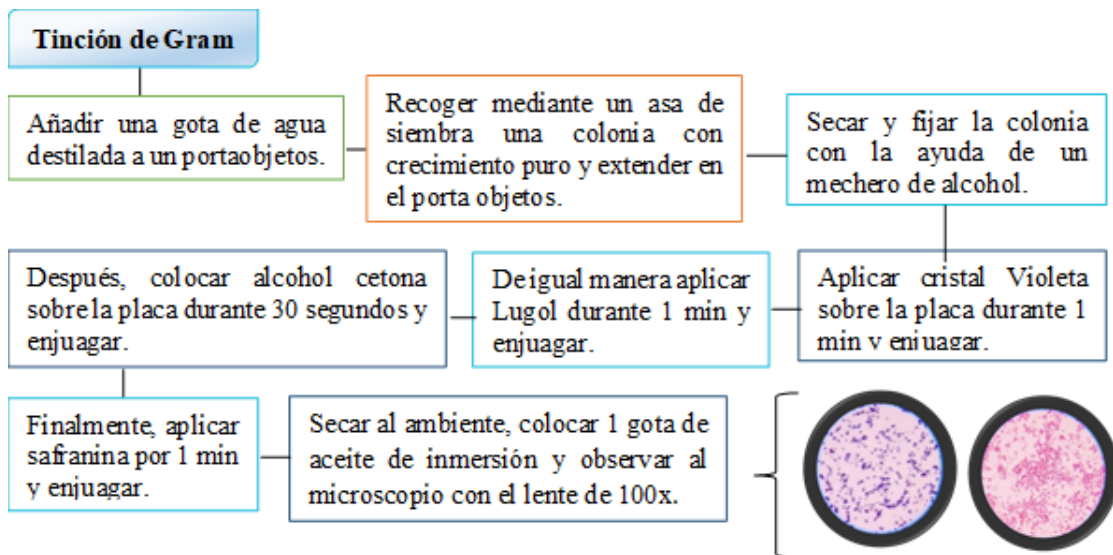 Tinción de Gram
Añadir una gota de agua
destilada a un portaobjetos.
Recoger mediante un asa de
siembra una colonia con
crecimiento puro y extender en
el porta objetos.
Secar y fijar la colonia
con la ayuda de un
mechero de alcohol.
Aplicar cristal Violeta
sobre la placa durante 1
min y enjuagar.
De igual manera aplicar
Lugol durante 1 min y
enjuagar.
Después, colocar alcohol cetona
sobre la placa durante 30 segundos y
enjuagar.
Finalmente, aplicar
safranina por 1 min
y enjuagar.
Secar al ambiente, colocar 1 gota de
aceite de inmersión y observar al
microscopio con el lente de 100x.